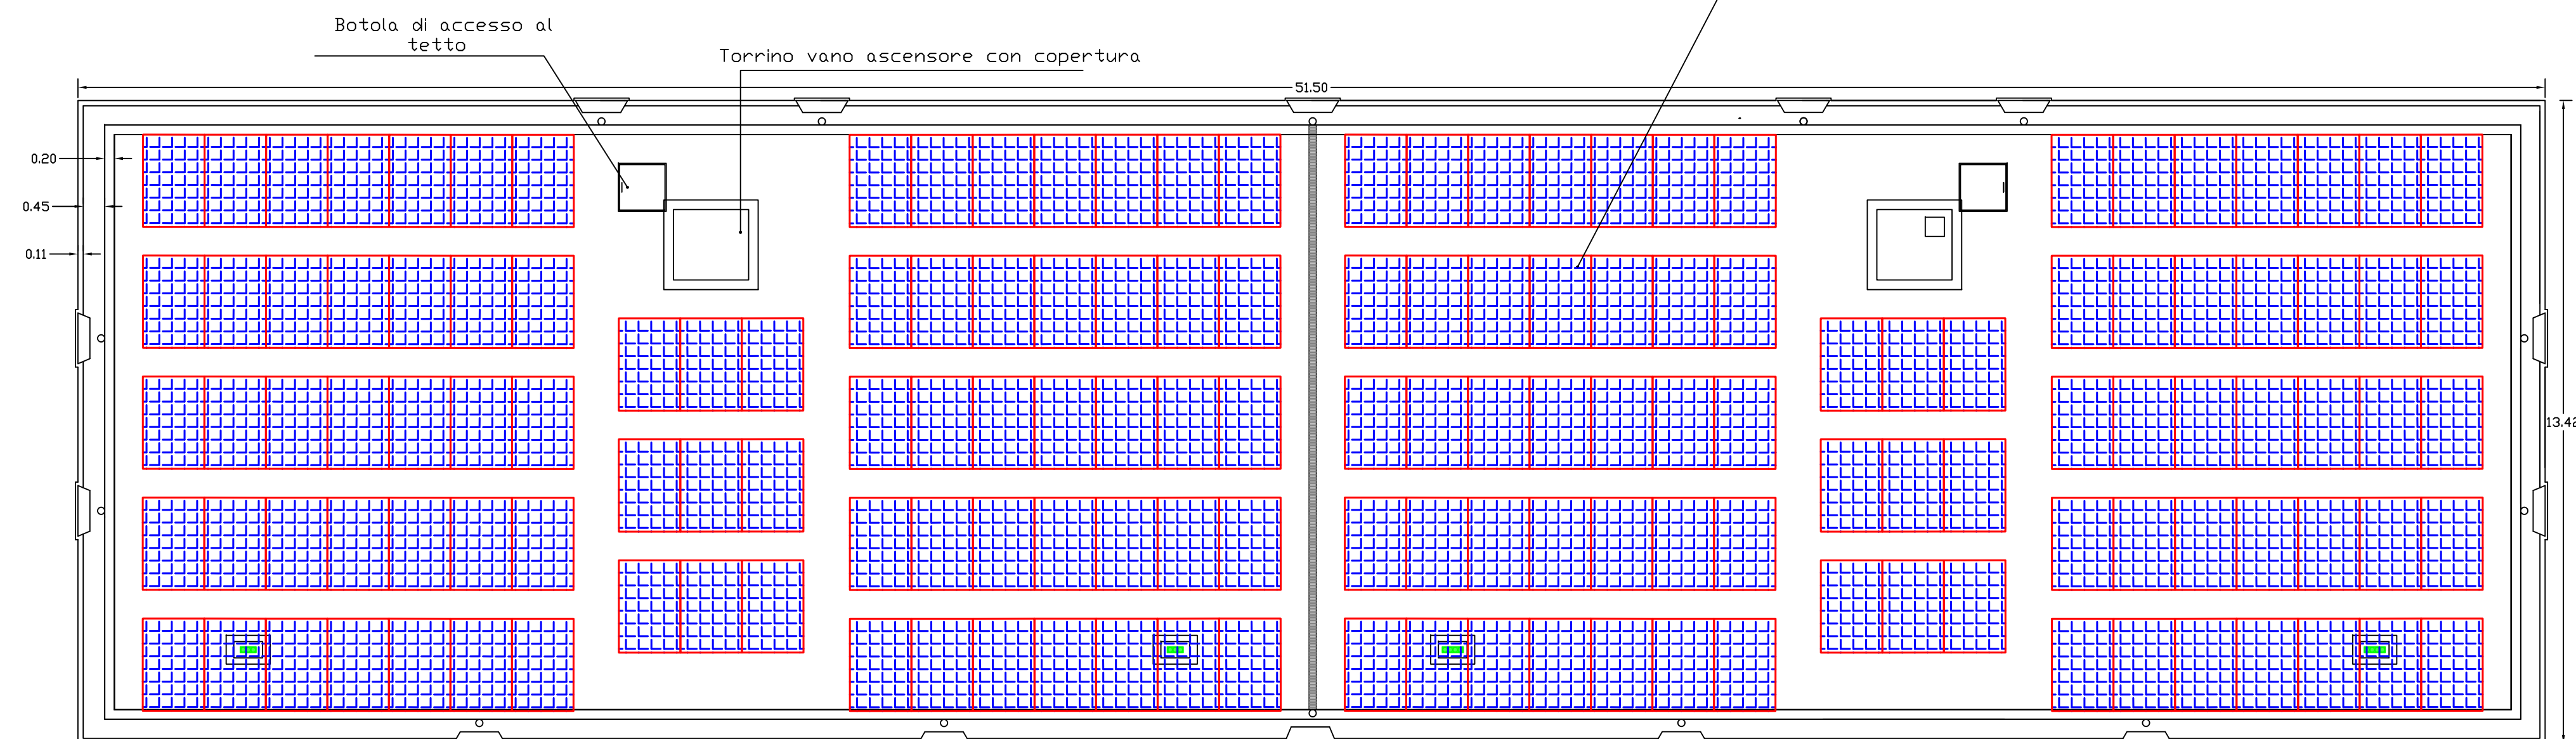 Botola di accesso al
tetto
Torrino vano ascensore con copertura
51.50
0.20
0.45
0.11
13.42